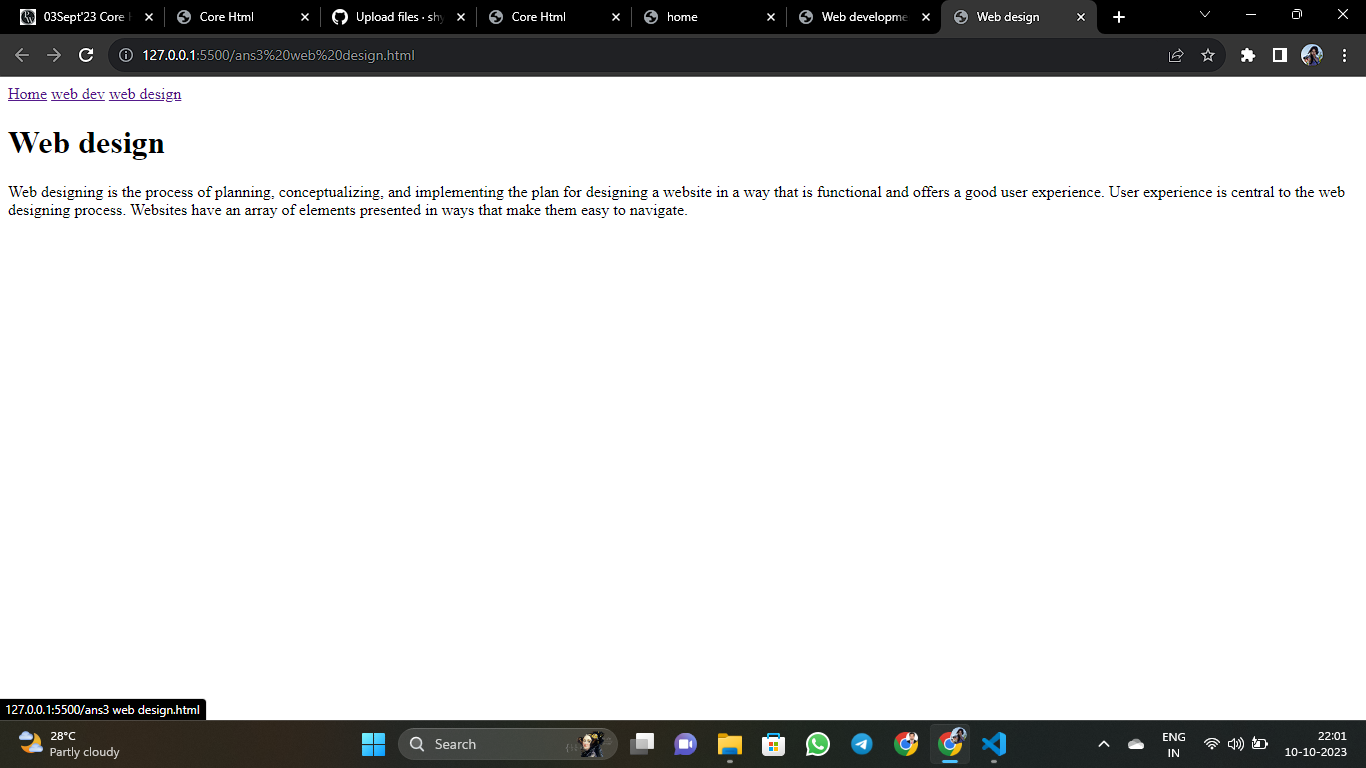 03Sept'23 Core
Core Html
Upload files · shy
Core Html
home
Web developme
Web design
127.0.0.1:5500/ans3%20web%20design.html
Home web dev web design
Web design
Web designing is the process of planning, conceptualizing, and implementing the plan for designing a website in a way that is functional and offers a good user experience. User experience is central to the web
designing process. Websites have an array of elements presented in ways that make them easy to navigate.
127.0.0.1:5500/ans3 web design.html
28°C
Partly cloudy
Search
ENG
IN
22:01
10-10-2023